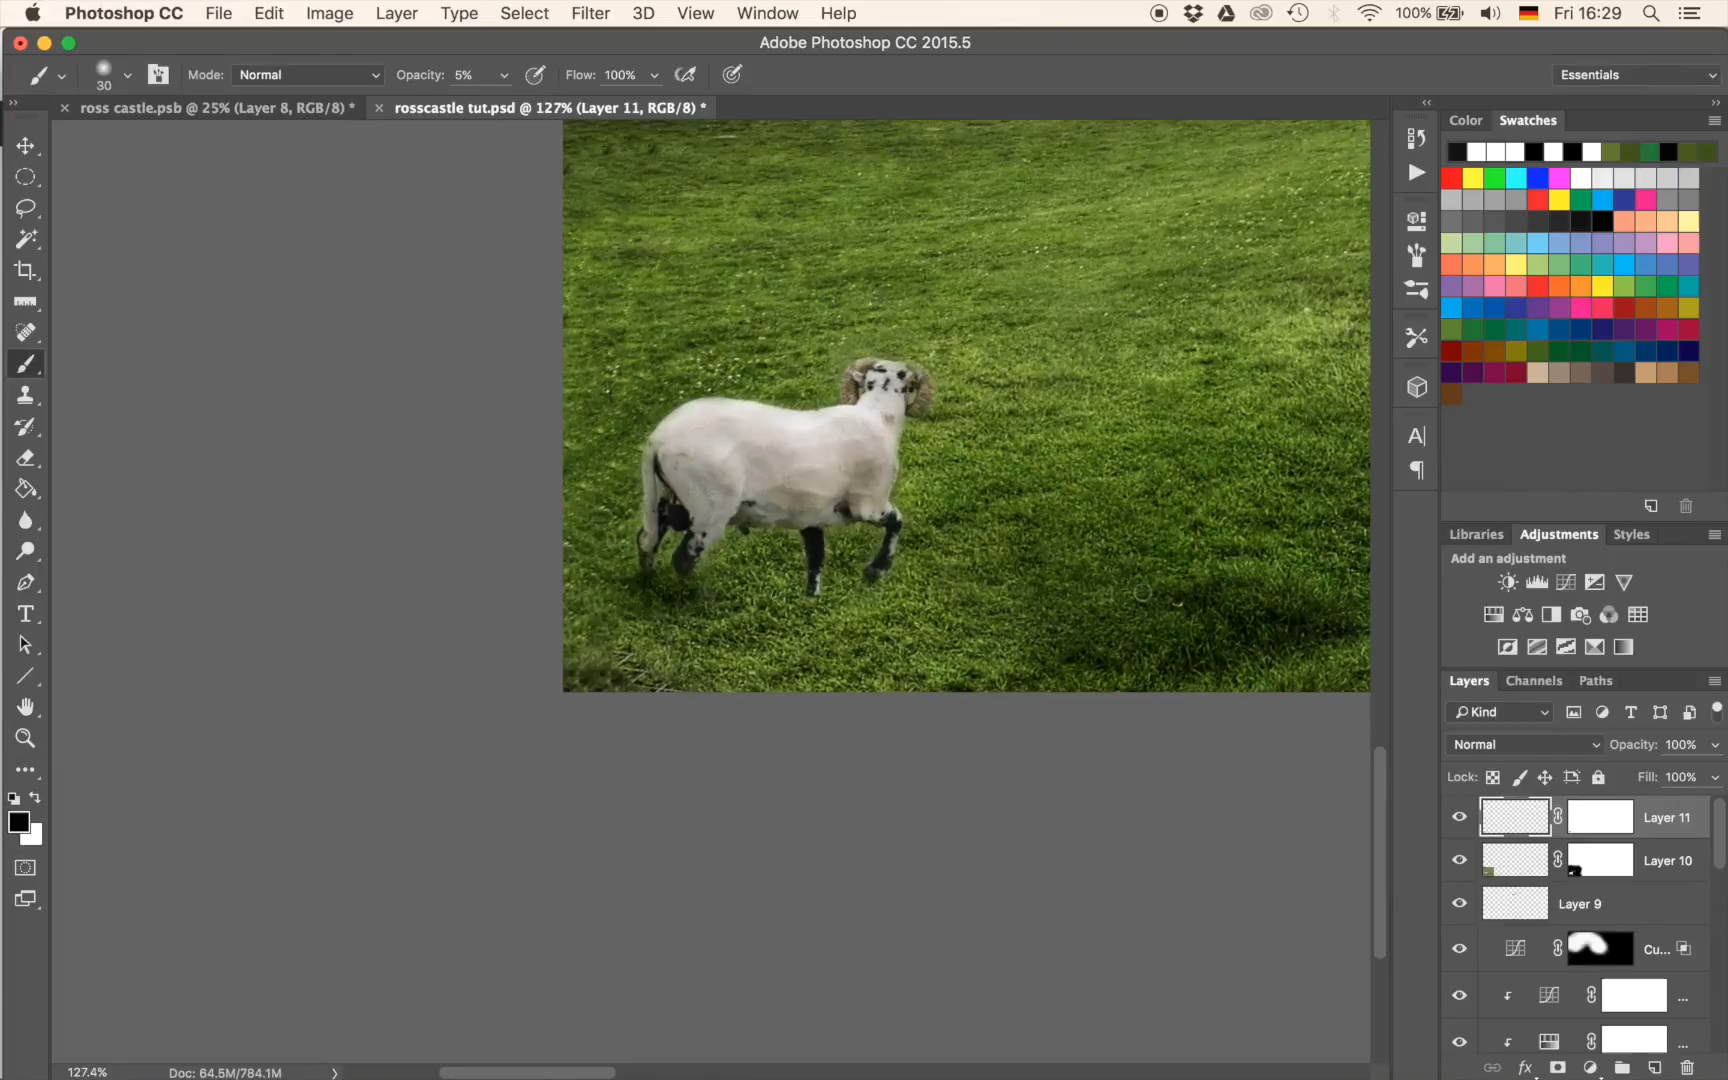 Photoshop CC File Edit Image Layer Type Select Filter 3D View Window Help 100% Fri 16:29
Adobe Photoshop CC 2015.5
30 Mode: Normal Opacity: 5% Flow: 100% Essentials
ross castle.psb @ 25% (Layer 8, RGB/8) * rosscastle tut.psd @ 127% (Layer 11, RGB/8) *
Color Swatches
Libraries Adjustments Styles
Add an adjustment
Layers Channels Paths
Kind
Normal Opacity: 100%
Lock: Fill: 100%
Layer 11
Layer 10
Layer 9
Cu...
...
...
127.4% Doc: 64.5M/784.1M